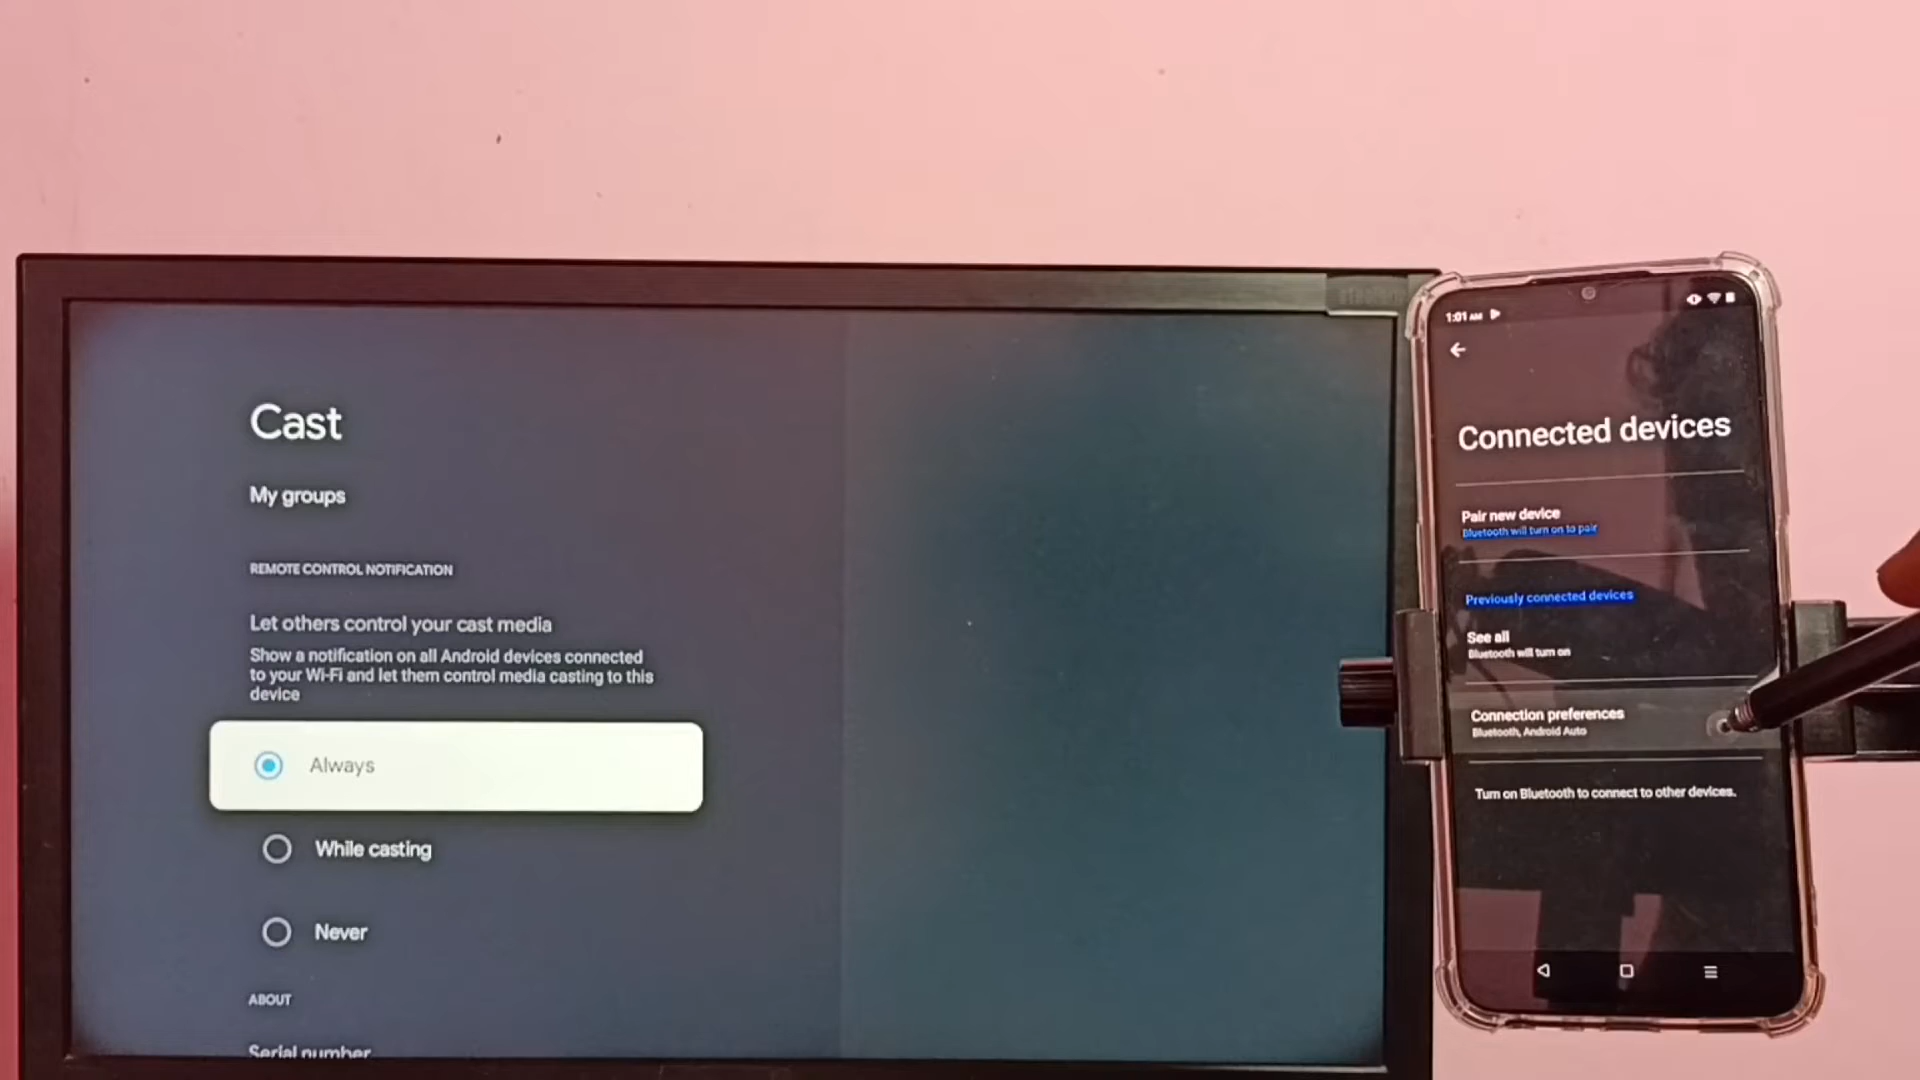 Cast
My groups
REMOTE CONTROL NOTIFICATION
Let others control your cast media
Show a notification on all Android devices connected
to your Wi-Fi and let them control media casting to this
device
Always
While casting
Never
ABOUT
Serial number
1:01 AM
Connected devices
Pair new device
Bluetooth will turn on to pair
Previously connected devices
See all
Bluetooth will turn on
Connection preferences
Bluetooth, Android Auto
Turn on Bluetooth to connect to other devices.